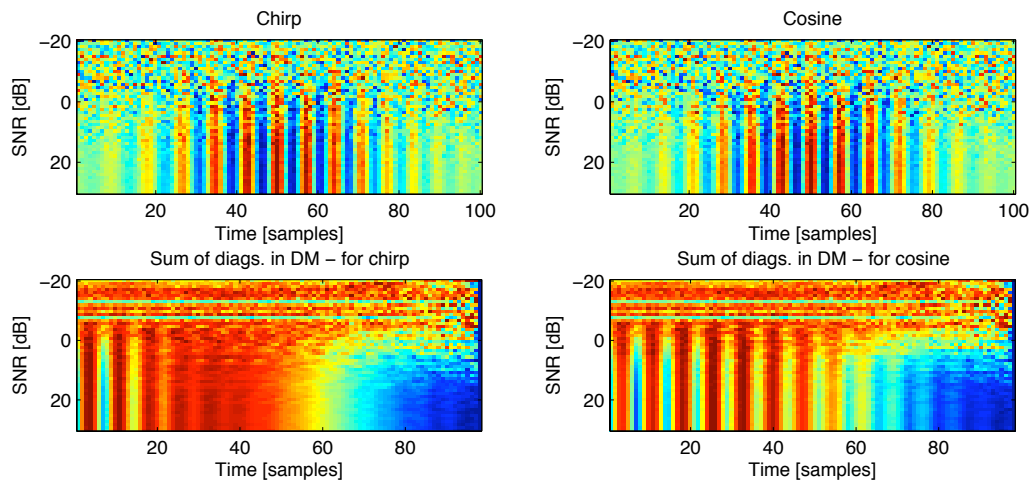 Chirp
−20
0
20
SNR [dB]
20 40 60 80 100
Time [samples]
Cosine
−20
0
20
SNR [dB]
20 40 60 80 100
Time [samples]
Sum of diags. in DM − for chirp
−20
0
20
SNR [dB]
20 40 60 80
Time [samples]
Sum of diags. in DM − for cosine
−20
0
20
SNR [dB]
20 40 60 80
Time [samples]